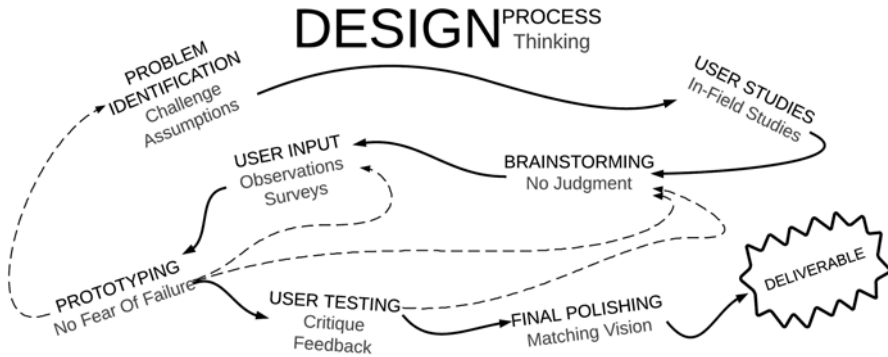 DESIGN PROCESS
Thinking
PROBLEM
IDENTIFICATION
Challenge
Assumptions
USER STUDIES
In-Field Studies
BRAINSTORMING
No Judgment
USER INPUT
Observations
Surveys
PROTOTYPING
No Fear Of Failure
USER TESTING
Critique
Feedback
FINAL POLISHING
Matching Vision
DELIVERABLE